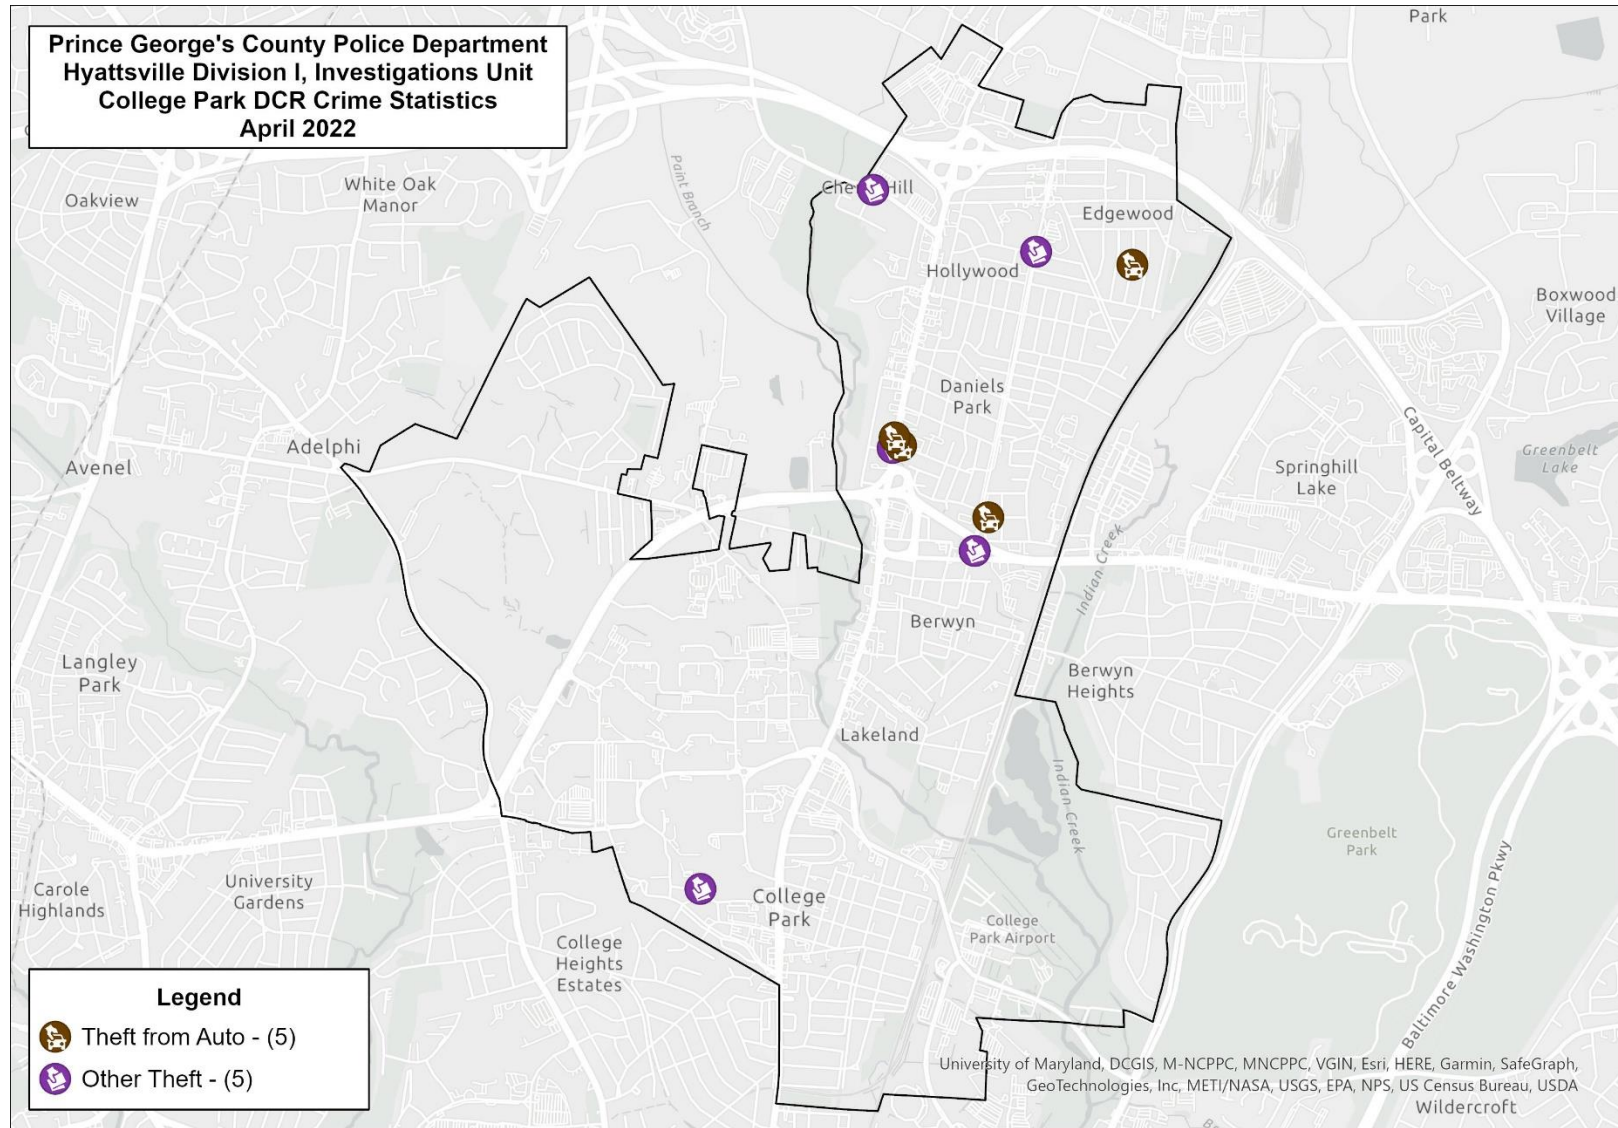 Prince George's County Police Department
Hyattsville Division I, Investigations Unit
College Park DCR Crime Statistics
April 2022
Park
Oakview
White Oak
Manor
Paint Branch
Hill
Edgewood
Hollywood
Boxwood
Village
Daniels
Park
Capital Beltway
Adelphi
Avenel
Springhill
Lake
Greenbelt
Lake
Indian Creek
Berwyn
Langley
Park
Berwyn
Heights
Lakeland
Indian Creek
Greenbelt
Park
Baltimore Washington Pkwy
Carole
Highlands
University
Gardens
College
Park
College
Park Airport
College
Heights
Estates
Legend
Theft from Auto - (5)
Other Theft - (5)
University of Maryland, DCGIS, M-NCPPC, MNCPPC, VGIN, Esri, HERE, Garmin, SafeGraph,
GeoTechnologies, Inc, METI/NASA, USGS, EPA, NPS, US Census Bureau, USDA
Wildercroft